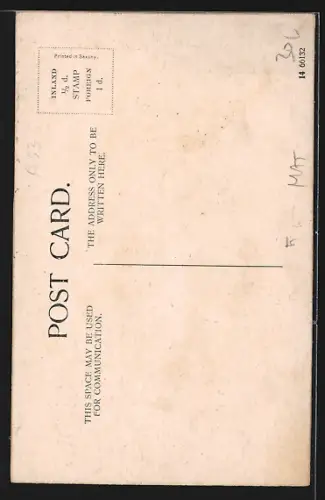 POST CARD.
Printed in Saxony.
INLAND
½ d.
STAMP
FOREIGN
1 d.
THIS SPACE MAY BE USED
FOR COMMUNICATION.
THE ADDRESS ONLY TO BE
WRITTEN HERE.
14 66132
MAT